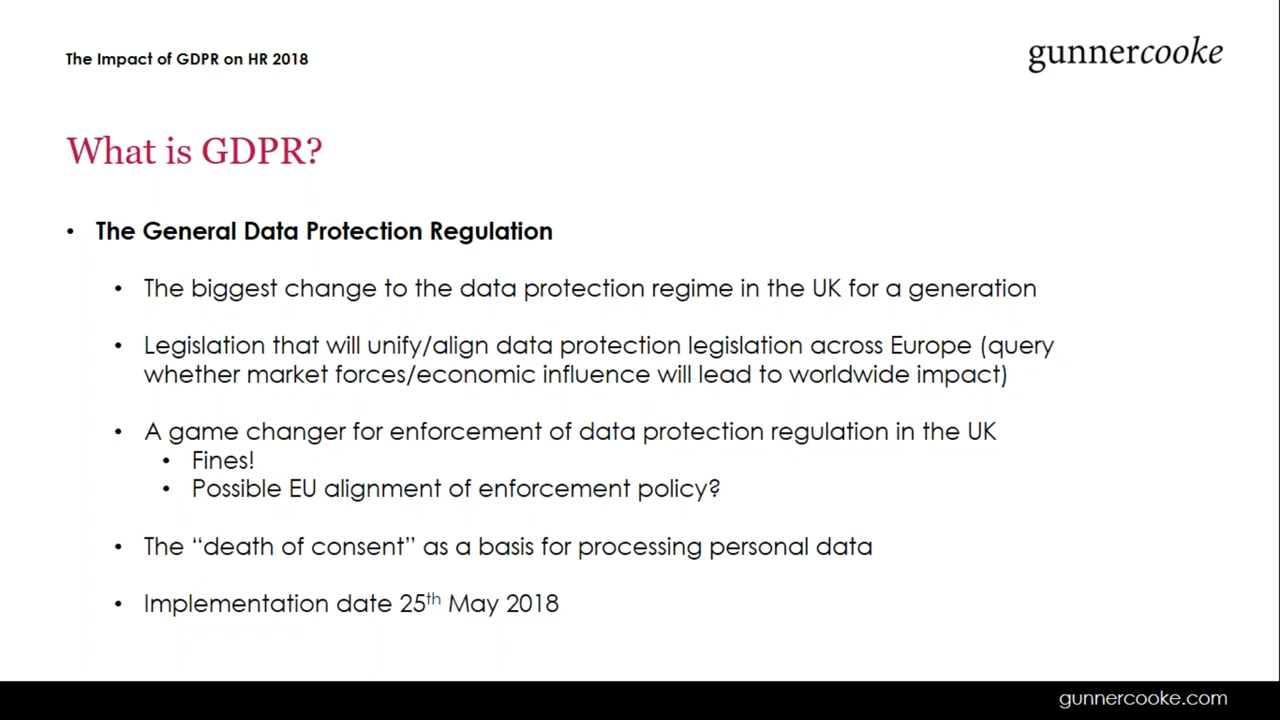 The Impact of GDPR on HR 2018
gunnercooke
What is GDPR?
• The General Data Protection Regulation
• The biggest change to the data protection regime in the UK for a generation
• Legislation that will unify/align data protection legislation across Europe (query
whether market forces/economic influence will lead to worldwide impact)
• A game changer for enforcement of data protection regulation in the UK
• Fines!
• Possible EU alignment of enforcement policy?
• The “death of consent” as a basis for processing personal data
• Implementation date 25th May 2018
gunnercooke.com